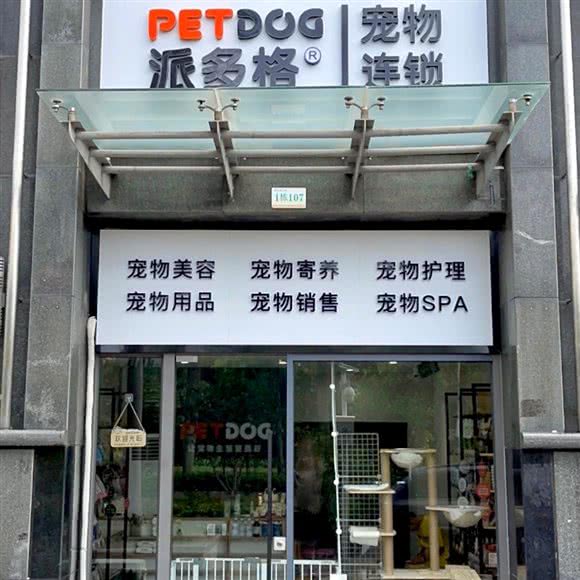 PETDOG
派多格® | 宠物连锁
1栋107
宠物美容 宠物寄养 宠物护理
宠物用品 宠物销售 宠物SPA
PETDOG
欢迎光临